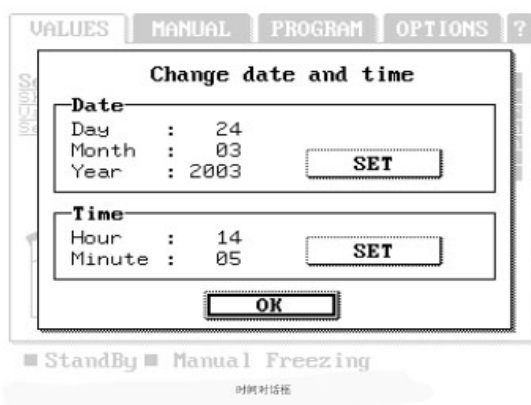 VALUES MANUAL PROGRAM OPTIONS ?
Change date and time
Date
Day : 24
Month : 03
Year : 2003
SET
Time
Hour : 14
Minute : 05
SET
OK
StandBy Manual Freezing
时间对话框